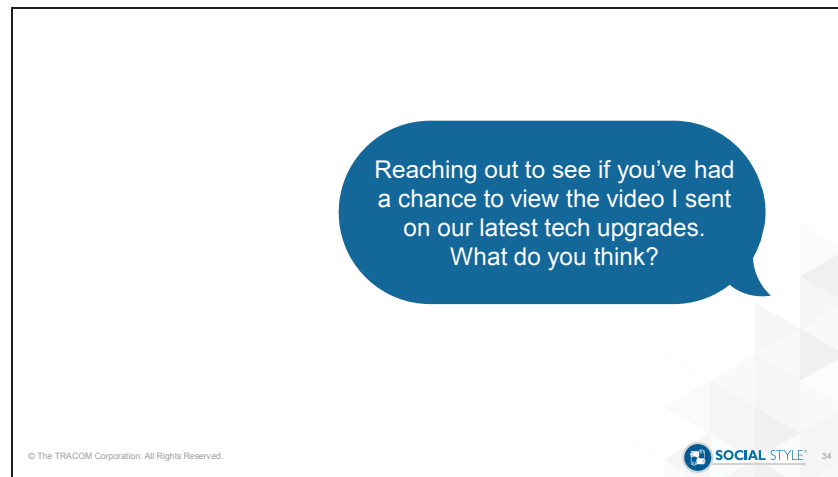 Reaching out to see if you’ve had
a chance to view the video I sent
on our latest tech upgrades.
What do you think?
© The TRACOM Corporation. All Rights Reserved.
SOCIAL STYLE®
34